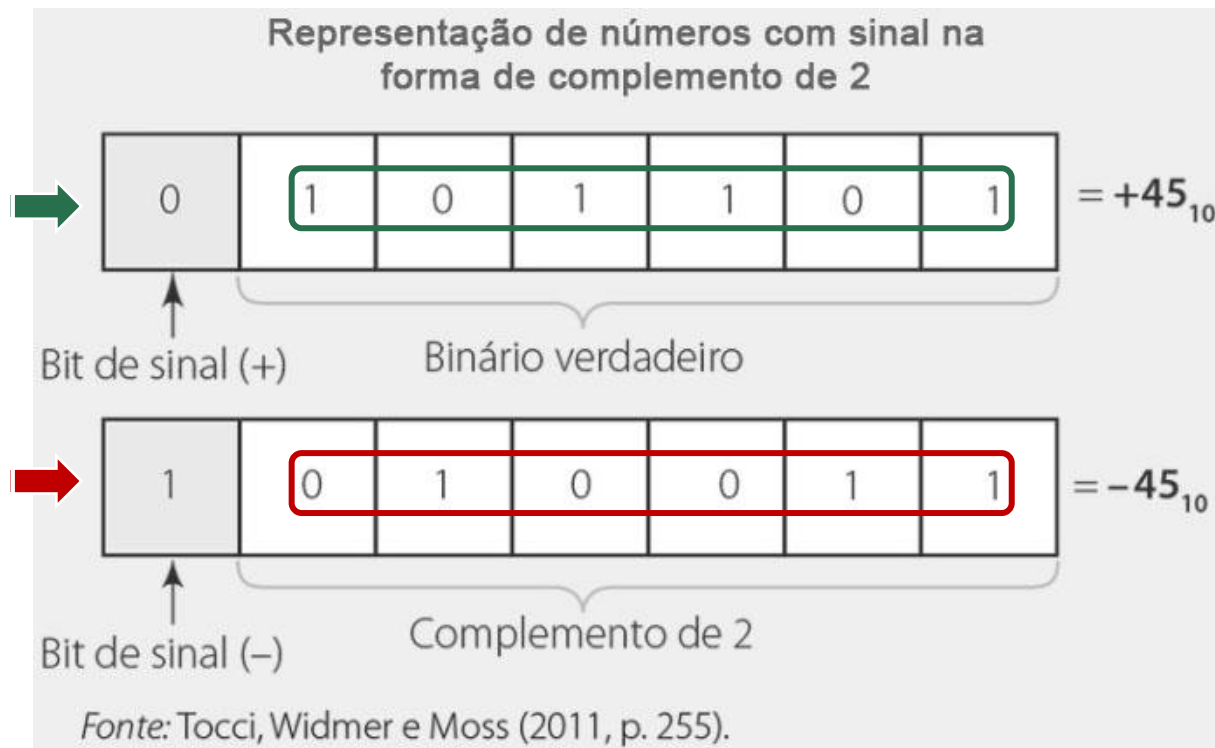 Representação de números com sinal na
forma de complemento de 2
0 1 0 1 1 0 1 = +45₁₀
Bit de sinal (+) Binário verdadeiro
1 0 1 0 0 1 1 = –45₁₀
Bit de sinal (–) Complemento de 2
Fonte: Tocci, Widmer e Moss (2011, p. 255).